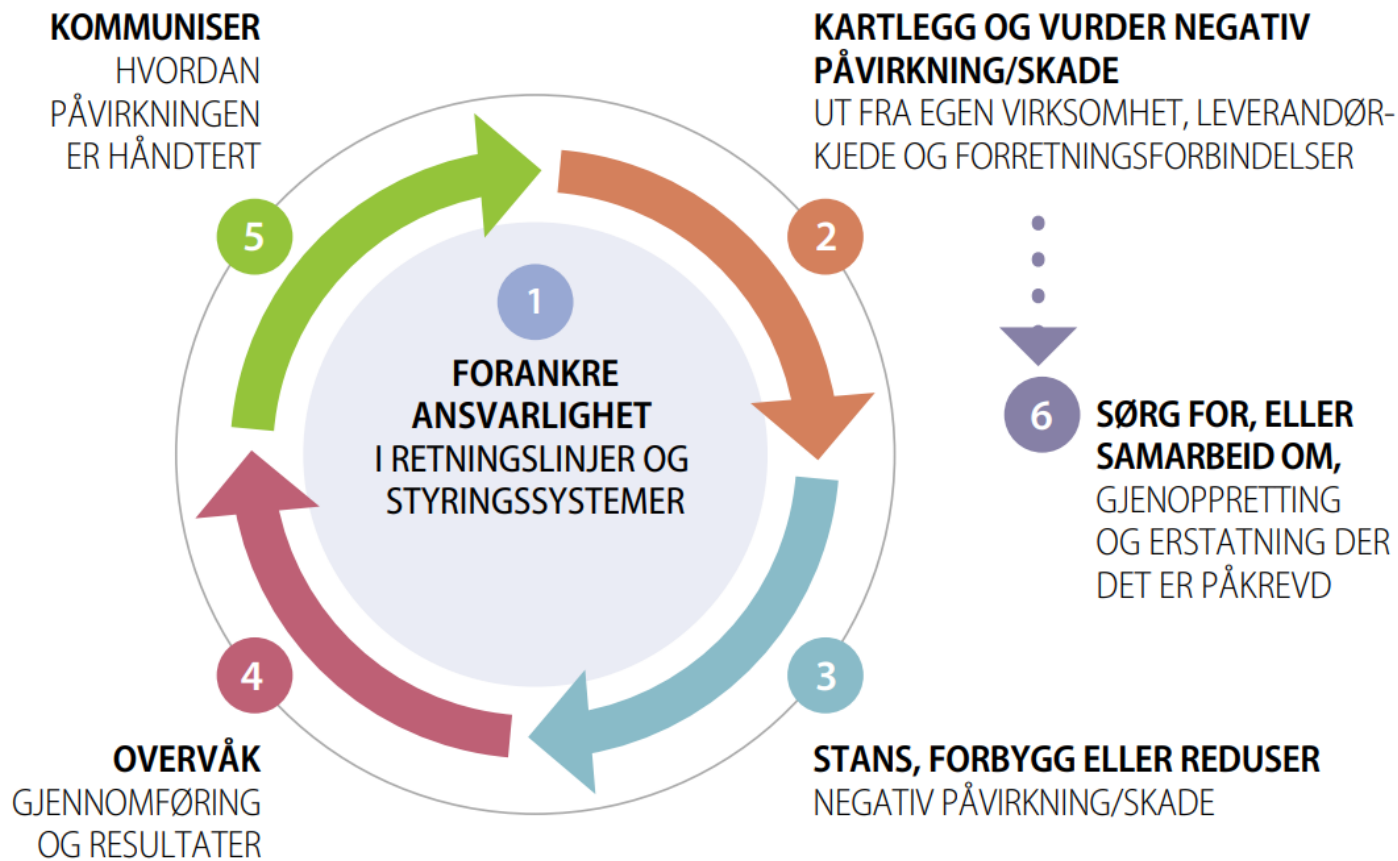 1
FORANKRE
ANSVARLIGHET
I RETNINGSLINJER OG
STYRINGSSYSTEMER
2
KARTLEGG OG VURDER NEGATIV
PÅVIRKNING/SKADE
UT FRA EGEN VIRKSOMHET, LEVERANDØR-
KJEDE OG FORRETNINGSFORBINDELSER
3
STANS, FORBYGG ELLER REDUSER
NEGATIV PÅVIRKNING/SKADE
4
OVERVÅK
GJENNOMFØRING
OG RESULTATER
5
KOMMUNISER
HVORDAN
PÅVIRKNINGEN
ER HÅNDTERT
6
SØRG FOR, ELLER
SAMARBEID OM,
GJENOPPRETTING
OG ERSTATNING DER
DET ER PÅKREVD